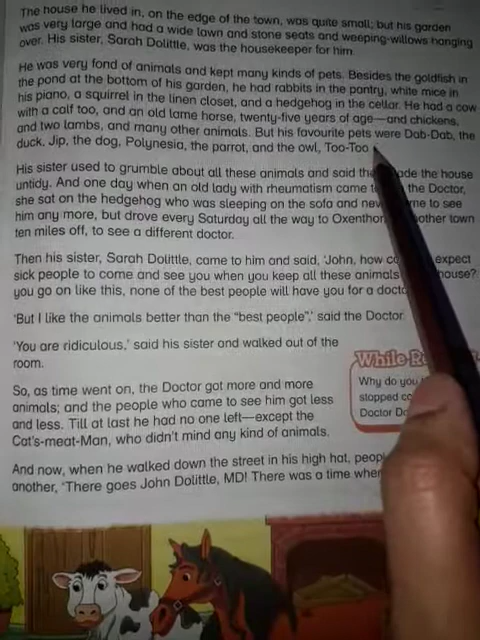 The house he lived in, on the edge of the town, was quite small; but his garden
was very large and had a wide lawn and stone seats and weeping-willows hanging
over. His sister, Sarah Dolittle, was the housekeeper for him.
He was very fond of animals and kept many kinds of pets. Besides the goldfish in
the pond at the bottom of his garden, he had rabbits in the pantry, white mice in
his piano, a squirrel in the linen closet, and a hedgehog in the cellar. He had a cow
with a calf too, and an old lame horse, twenty-five years of age—and chickens,
and two lambs, and many other animals. But his favourite pets were Dab-Dab, the
duck, Jip, the dog, Polynesia, the parrot, and the owl, Too-Too
His sister used to grumble about all these animals and said the house
untidy. And one day when an old lady with rheumatism came the Doctor,
she sat on the hedgehog who was sleeping on the sofa and to see
him any more, but drove every Saturday all the way to town
ten miles off, to see a different doctor.
Then his sister, Sarah Dolittle, came to him and said, 'John, how expect
sick people to come and see you when you keep all these animals house?
you go on like this, none of the best people will have you for a
'But I like the animals better than the "best people",' said the Doctor
'You are ridiculous,' said his sister and walked out of the
room.
While
So, as time went on, the Doctor got more and more
Why do you
animals; and the people who came to see him got less
stopped
and less. Till at last he had no one left—except the
Doctor
Cat's-meat-Man, who didn't mind any kind of animals.
And now, when he walked down the street in his high hat,
another, 'There goes John Dolittle, MD! There was a time